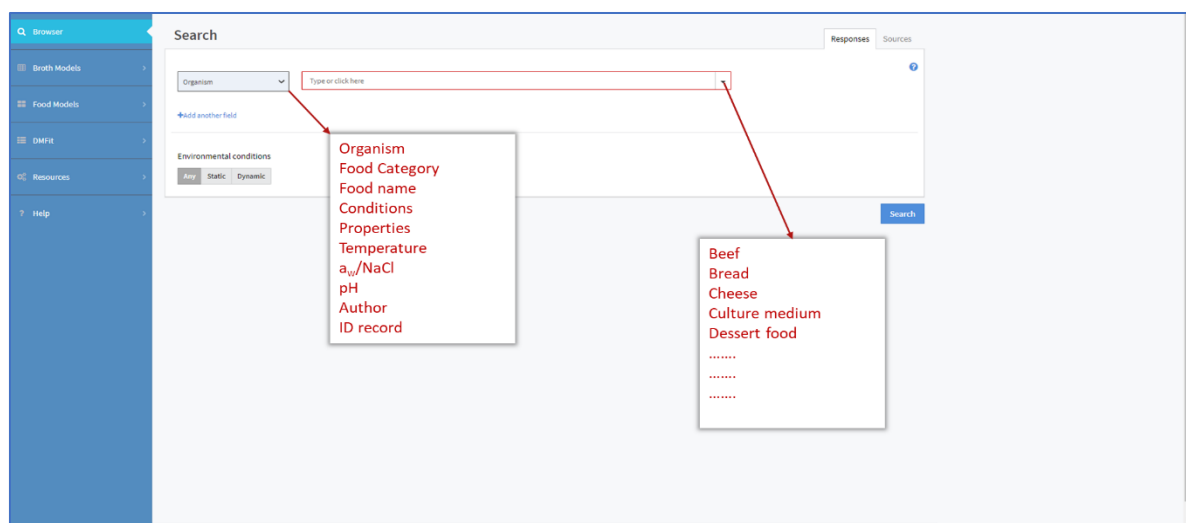 Browser
Broth Models
Food Models
DMFit
Resources
? Help
Search
Responses Sources
?
Organism
Type or click here
+Add another field
Environmental conditions
Any Static Dynamic
Search
Organism
Food Category
Food name
Conditions
Properties
Temperature
aw/NaCl
pH
Author
ID record
Beef
Bread
Cheese
Culture medium
Dessert food
.......
.......
.......